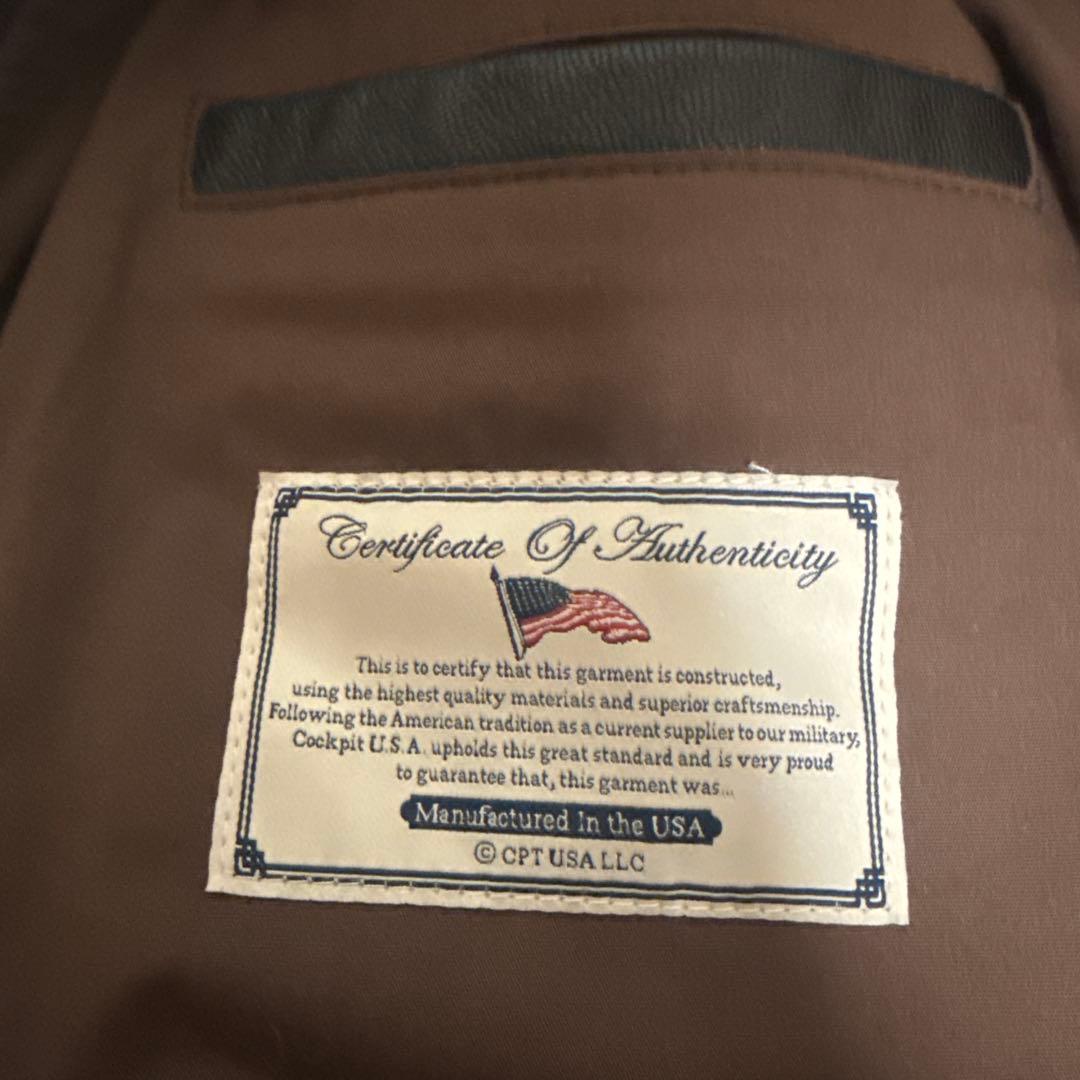 Certificate Of Authenticity
This is to certify that this garment is constructed,
using the highest quality materials and superior craftsmenship.
Following the American tradition as a current supplier to our military,
Cockpit U.S.A. upholds this great standard and is very proud
to guarantee that, this garment was...
Manufactured In the USA
© CPT USA LLC